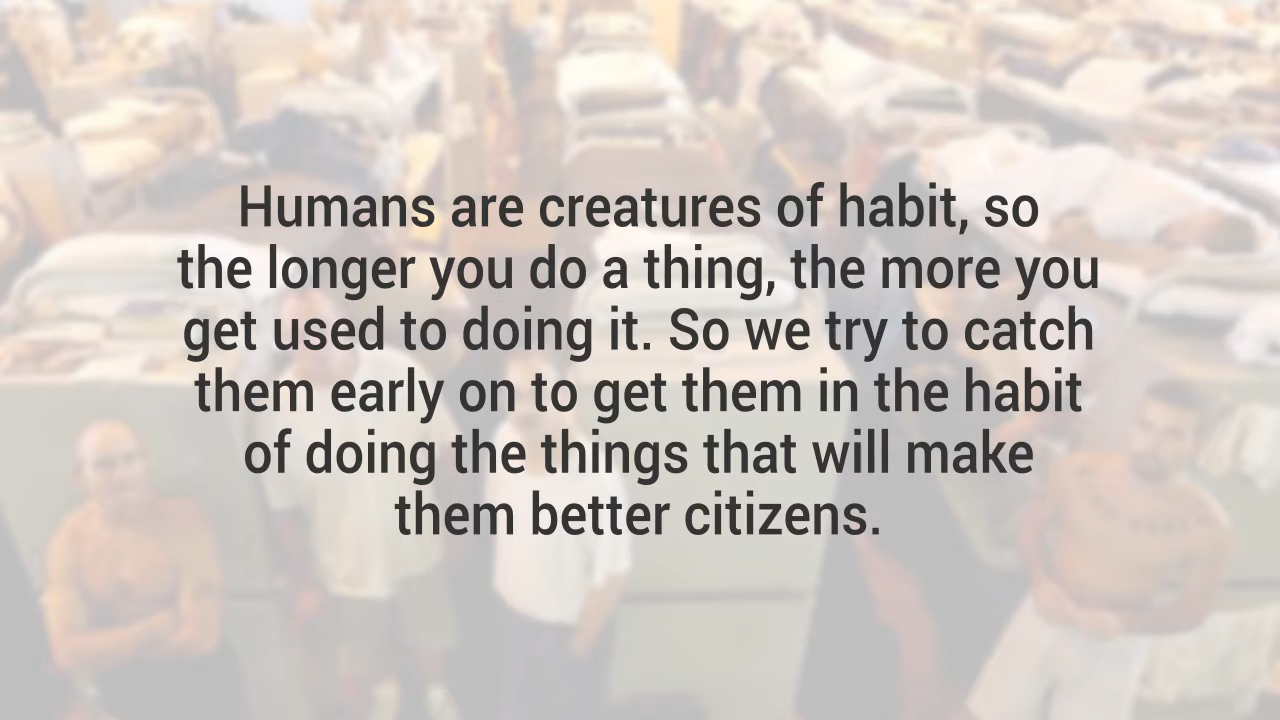 Humans are creatures of habit, so
the longer you do a thing, the more you
get used to doing it. So we try to catch
them early on to get them in the habit
of doing the things that will make
them better citizens.